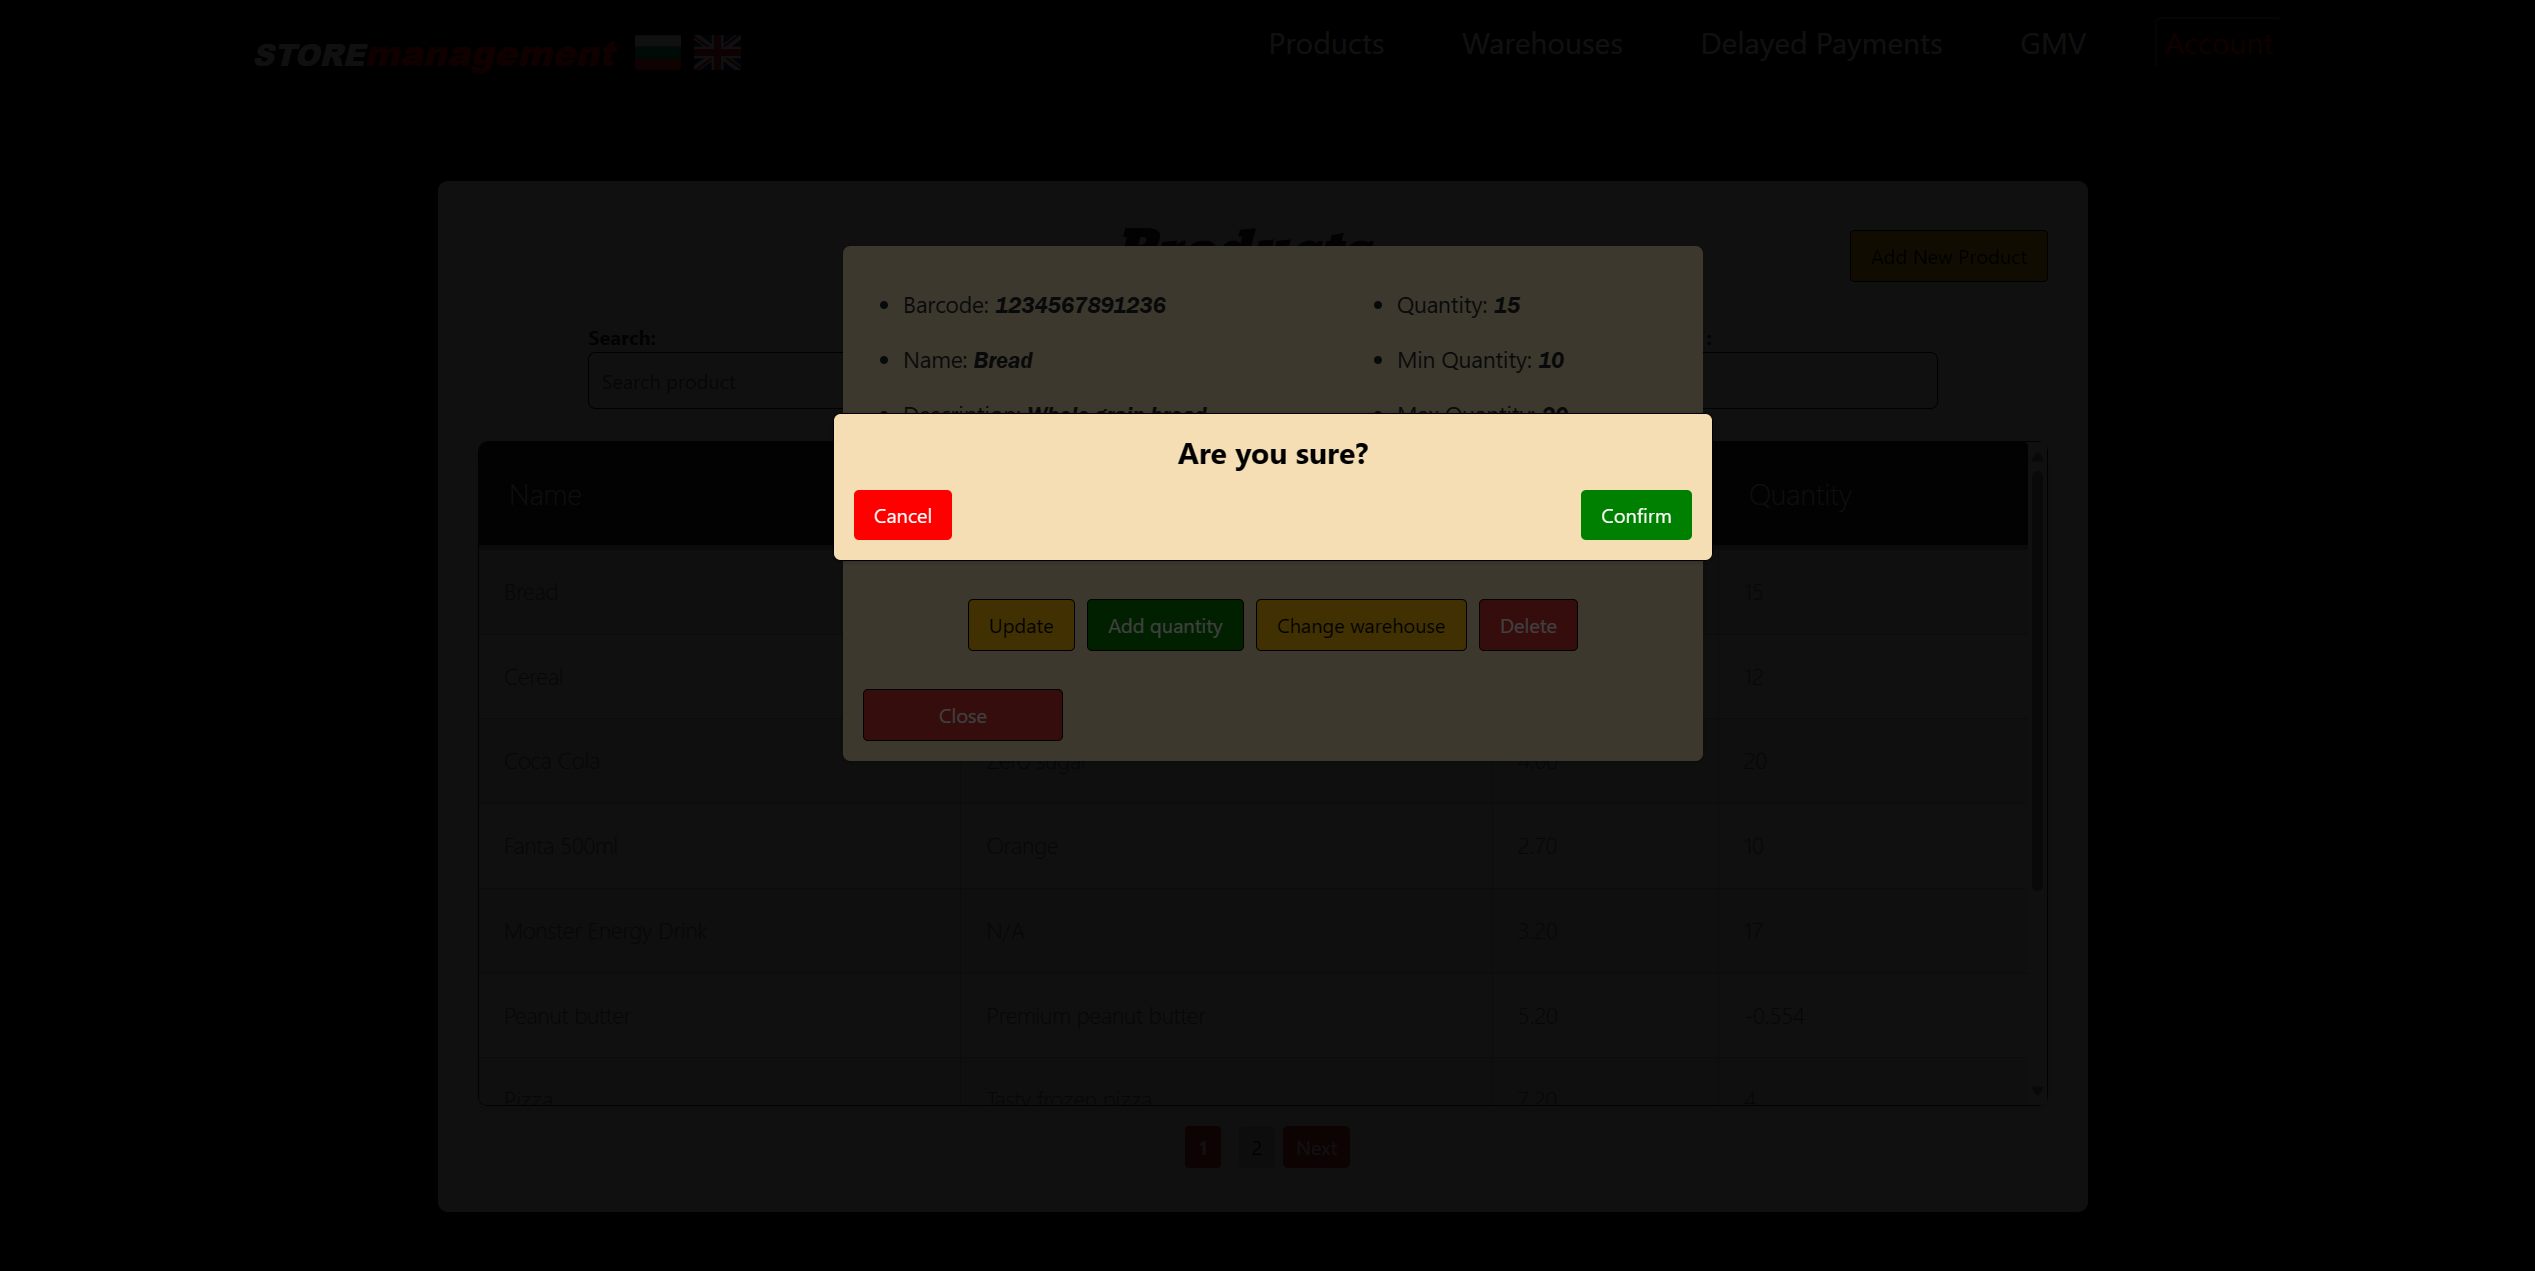 STOREmanagement
Products Warehouses Delayed Payments GMV Account
Products
Add New Product
Barcode: 1234567891236
Quantity: 15
Name: Bread
Min Quantity: 10
Search:
:
Search product
Description: Whole grain bread
Max Quantity: 20
Are you sure?
Cancel
Confirm
Name
Quantity
Bread 15
Update Add quantity Change warehouse Delete
Cereal 12
Close
Coca Cola Zero sugar 4.00 20
Fanta 500ml Orange 2.70 10
Monster Energy Drink N/A 3.20 17
Peanut butter Premium peanut butter 5.20 -0.554
Pizza Tasty frozen pizza 7.20 4
1 2 Next